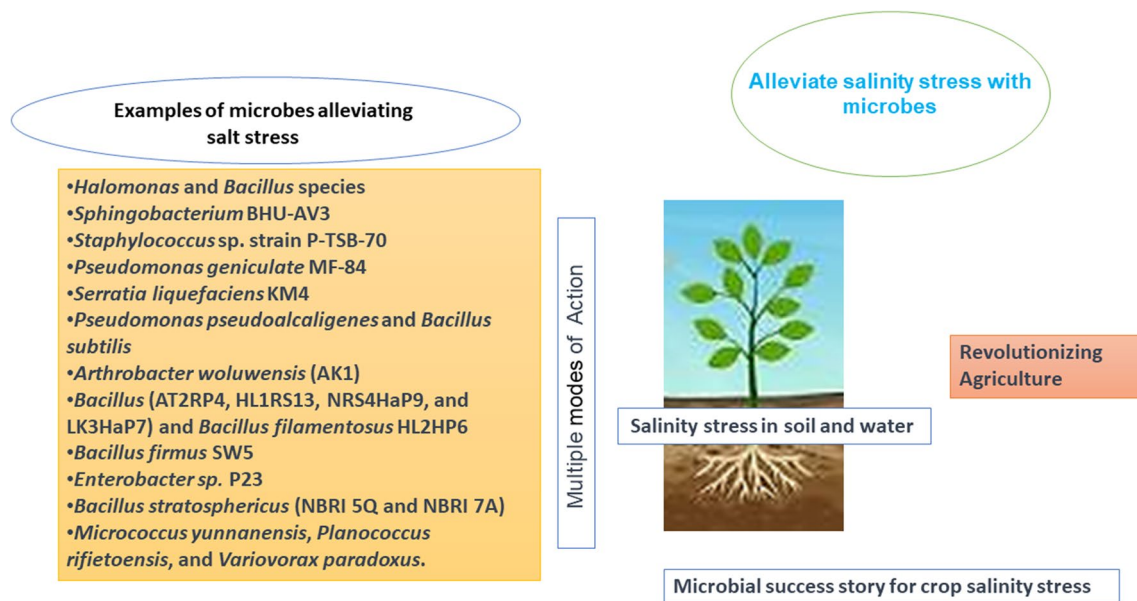 Examples of microbes alleviating
salt stress
•Halomonas and Bacillus species
•Sphingobacterium BHU-AV3
•Staphylococcus sp. strain P-TSB-70
•Pseudomonas geniculate MF-84
•Serratia liquefaciens KM4
•Pseudomonas pseudoalcaligenes and Bacillus
subtilis
•Arthrobacter woluwensis (AK1)
•Bacillus (AT2RP4, HL1RS13, NRS4HaP9, and
LK3HaP7) and Bacillus filamentosus HL2HP6
•Bacillus firmus SW5
•Enterobacter sp. P23
•Bacillus stratosphericus (NBRI 5Q and NBRI 7A)
•Micrococcus yunnanensis, Planococcus
rifietoensis, and Variovorax paradoxus.
Multiple modes of Action
Alleviate salinity stress with
microbes
Salinity stress in soil and water
Revolutionizing
Agriculture
Microbial success story for crop salinity stress